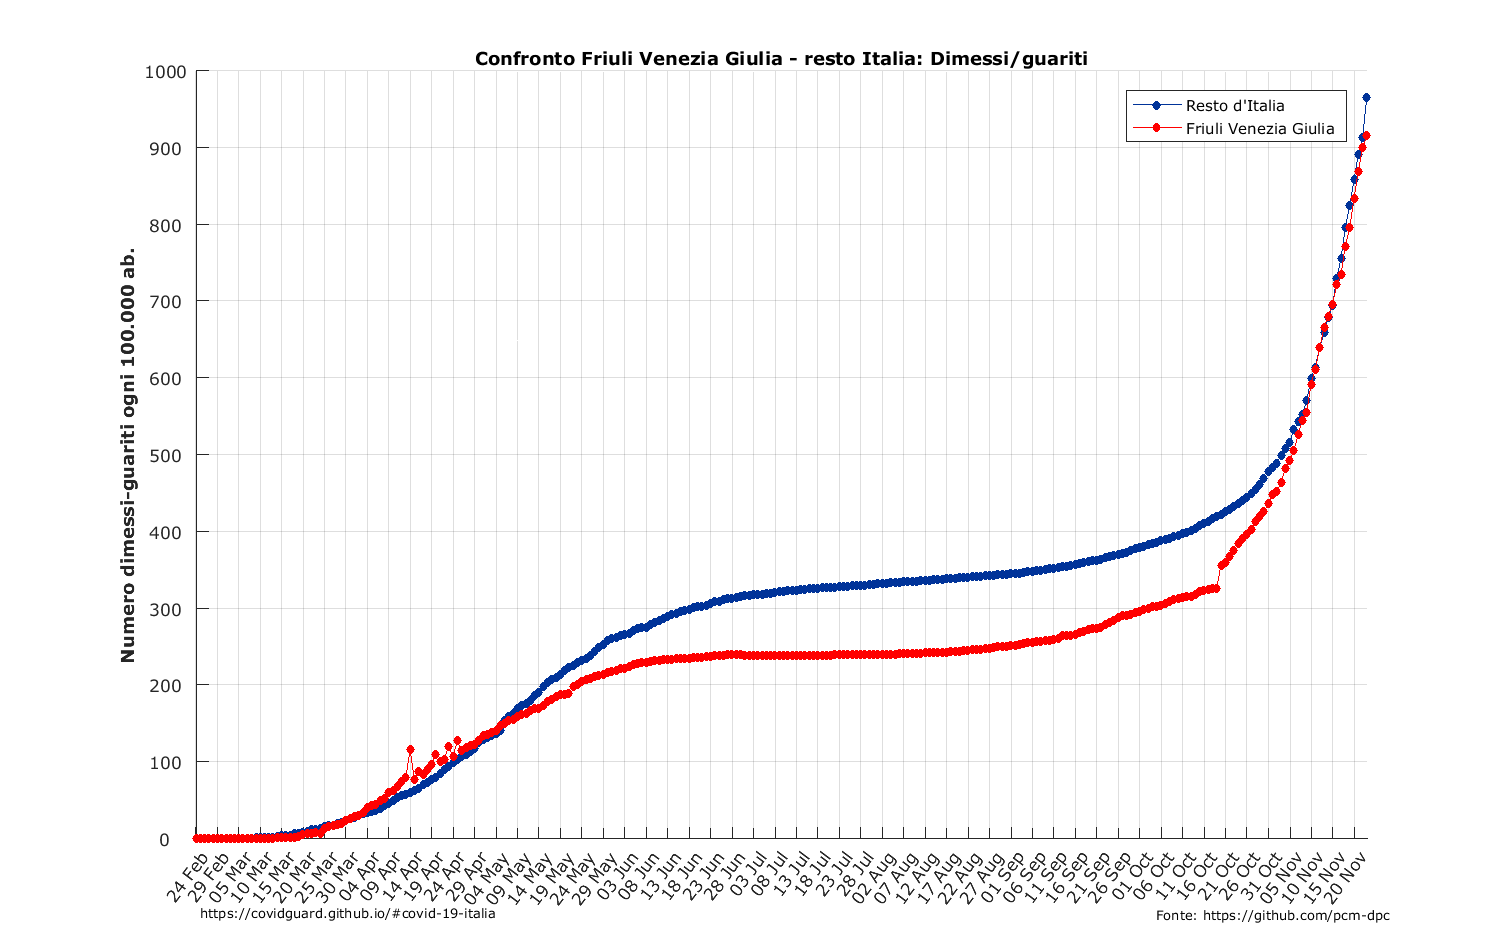 Confronto Friuli Venezia Giulia - resto Italia: Dimessi/guariti
Resto d'Italia
Friuli Venezia Giulia
Numero dimessi-guariti ogni 100.000 ab.
1000
900
800
700
600
500
400
300
200
100
0
24 Feb
29 Feb
05 Mar
10 Mar
15 Mar
20 Mar
25 Mar
30 Mar
04 Apr
09 Apr
14 Apr
19 Apr
24 Apr
29 Apr
04 May
09 May
14 May
19 May
24 May
29 May
03 Jun
08 Jun
13 Jun
18 Jun
23 Jun
28 Jun
03 Jul
08 Jul
13 Jul
18 Jul
23 Jul
28 Jul
02 Aug
07 Aug
12 Aug
17 Aug
22 Aug
27 Aug
01 Sep
06 Sep
11 Sep
16 Sep
21 Sep
26 Sep
01 Oct
06 Oct
11 Oct
16 Oct
21 Oct
26 Oct
31 Oct
05 Nov
10 Nov
15 Nov
20 Nov
https://covidguard.github.io/#covid-19-italia
Fonte: https://github.com/pcm-dpc